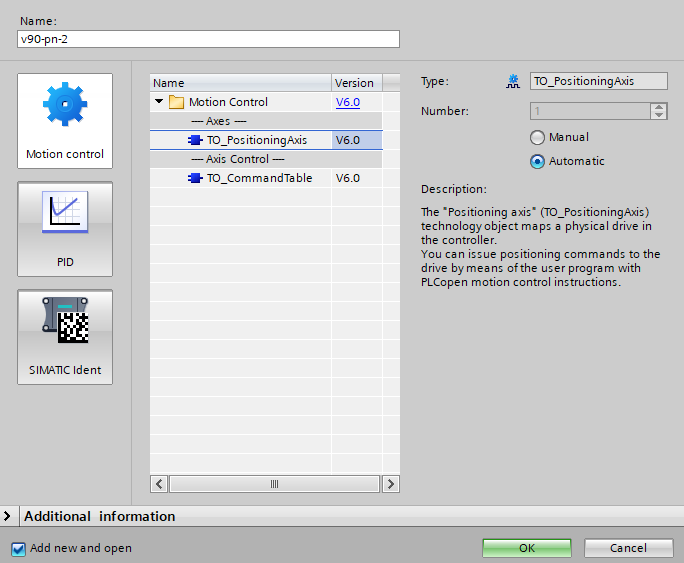 Name:
v90-pn-2
Motion control
PID
SIMATIC Ident
Name Version
Motion Control V6.0
--- Axes ---
TO_PositioningAxis V6.0
--- Axis Control ---
TO_CommandTable V6.0
Type: TO_PositioningAxis
Number: 1
Manual
Automatic
Description:
The "Positioning axis" (TO_PositioningAxis)
technology object maps a physical drive in
the controller.
You can issue positioning commands to the
drive by means of the user program with
PLCopen motion control instructions.
Additional information
Add new and open
OK
Cancel